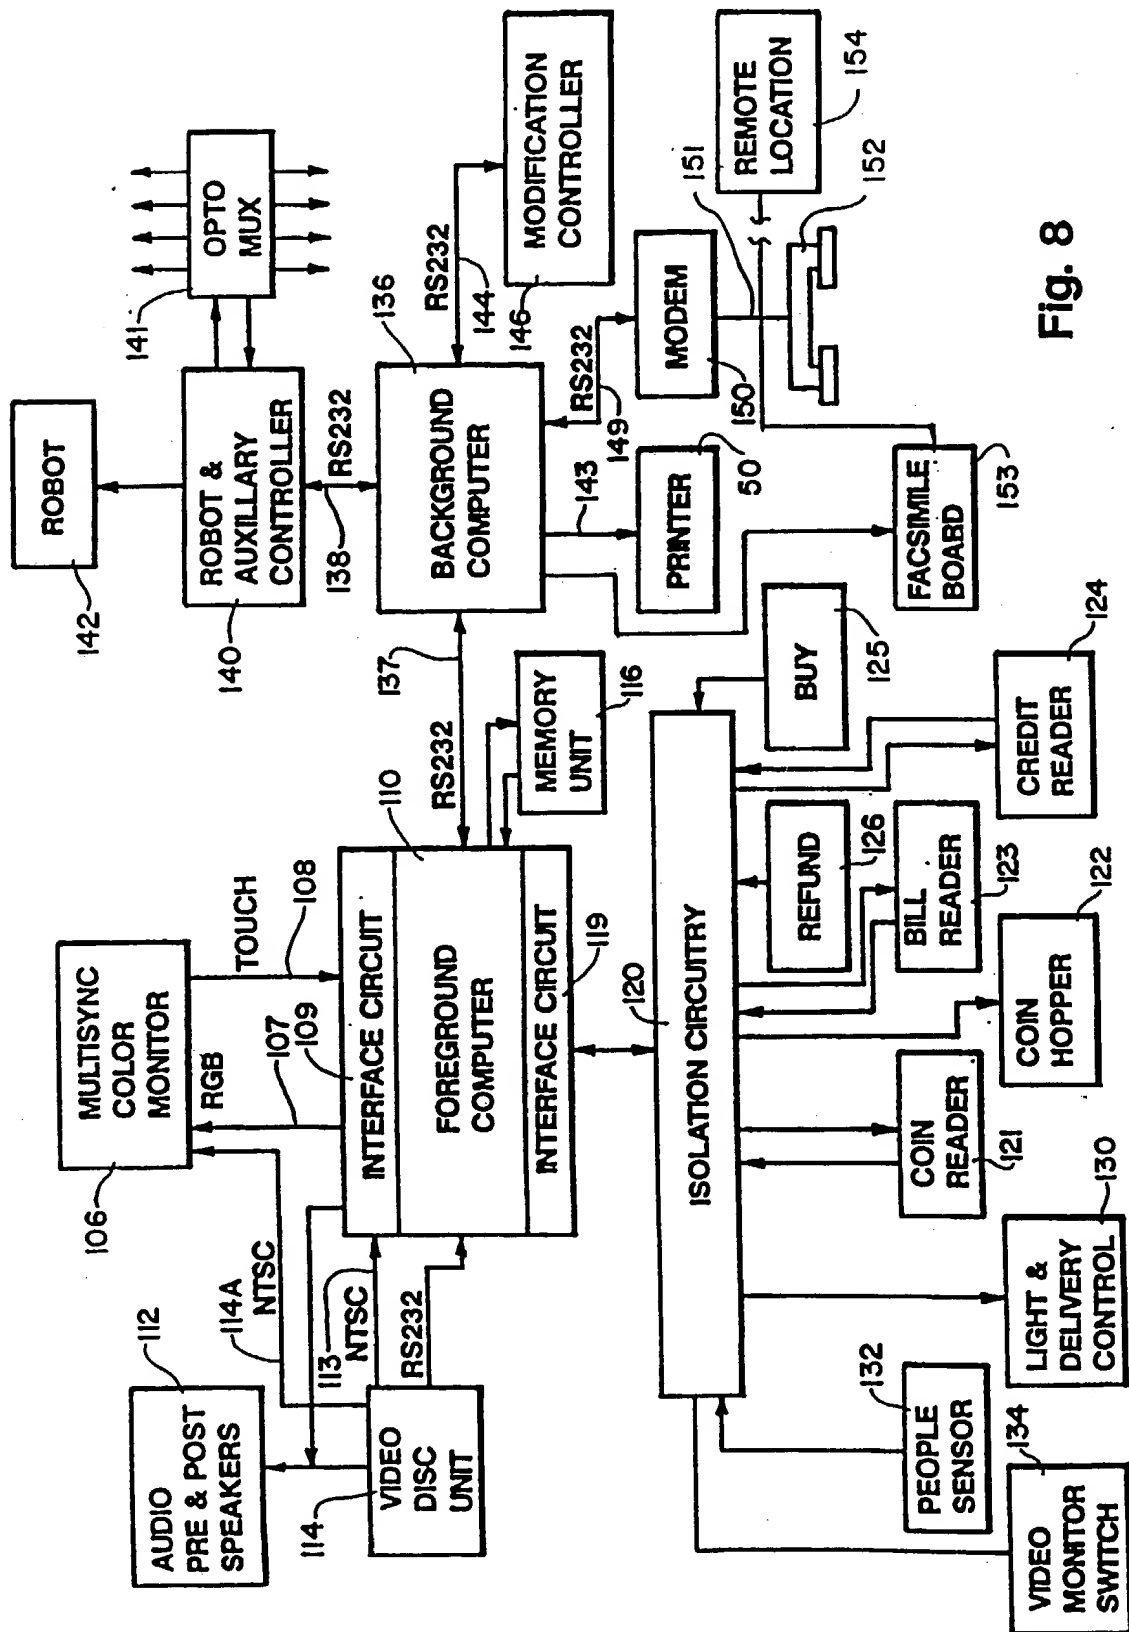 AUDIO
PRE & POST
SPEAKERS
112
114A
NTSC
MULTISYNC
COLOR
MONITOR
106
RGB
TOUCH
108
107
109
113
NTSC
RS232
VIDEO
DISC
UNIT
114
INTERFACE CIRCUIT
FOREGROUND
COMPUTER
INTERFACE CIRCUIT
110
119
MEMORY
UNIT
116
RS232
137
ROBOT
142
ROBOT &
AUXILLARY
CONTROLLER
140
OPTO
MUX
141
138
RS232
BACKGROUND
COMPUTER
136
RS232
144
MODIFICATION
CONTROLLER
146
RS232
149
143
PRINTER
50
MODEM
150
151
152
REMOTE
LOCATION
154
FACSIMILE
BOARD
153
ISOLATION CIRCUITRY
120
BUY
125
REFUND
126
CREDIT
READER
124
BILL
READER
123
COIN
HOPPER
122
COIN
READER
121
LIGHT &
DELIVERY
CONTROL
130
PEOPLE
SENSOR
132
VIDEO
MONITOR
SWITCH
134
Fig. 8